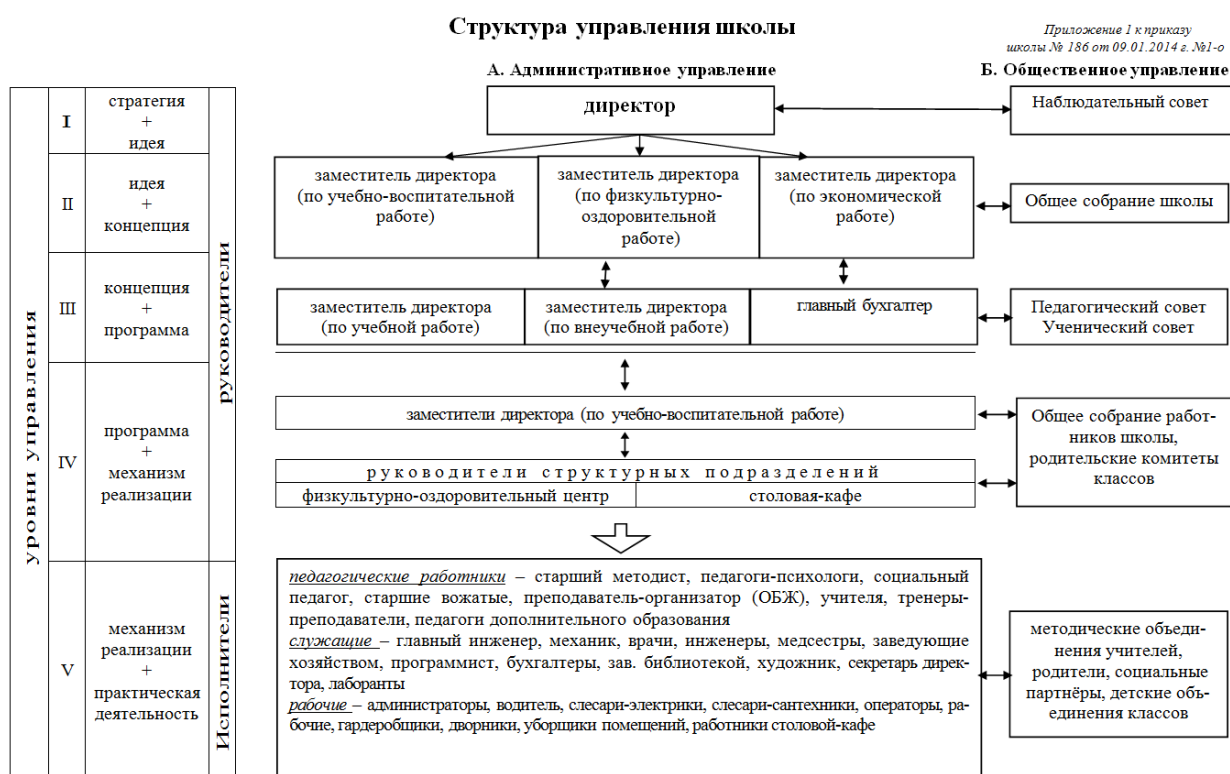 Структура управления школы
Приложение 1 к приказу
школы № 186 от 09.01.2014 г. №1-о
А. Административное управление
Б. Общественное управление
уровни управления
руководители
Исполнители
I
стратегия
+
идея
директор
Наблюдательный совет
II
идея
+
концепция
заместитель директора
(по учебно-воспитательной
работе)
заместитель директора
(по физкультурно-
оздоровительной
работе)
заместитель директора
(по экономической
работе)
Общее собрание школы
III
концепция
+
программа
заместитель директора
(по учебной работе)
заместитель директора
(по внеучебной работе)
главный бухгалтер
Педагогический совет
Ученический совет
IV
программа
+
механизм
реализации
заместители директора (по учебно-воспитательной работе)
руководители структурных подразделений
физкультурно-оздоровительный центр
столовая-кафе
Общее собрание работ-
ников школы,
родительские комитеты
классов
V
механизм
реализации
+
практическая
деятельность
педагогические работники – старший методист, педагоги-психологи, социальный
педагог, старшие вожатые, преподаватель-организатор (ОБЖ), учителя, тренеры-
преподаватели, педагоги дополнительного образования
служащие – главный инженер, механик, врачи, инженеры, медсестры, заведующие
хозяйством, программист, бухгалтеры, зав. библиотекой, художник, секретарь дирек-
тора, лаборанты
рабочие – администраторы, водитель, слесари-электрики, слесари-сантехники, операторы, ра-
бочие, гардеробщики, дворники, уборщики помещений, работники столовой-кафе
методические объеди-
нения учителей,
родители, социальные
партнёры, детские объ-
единения классов